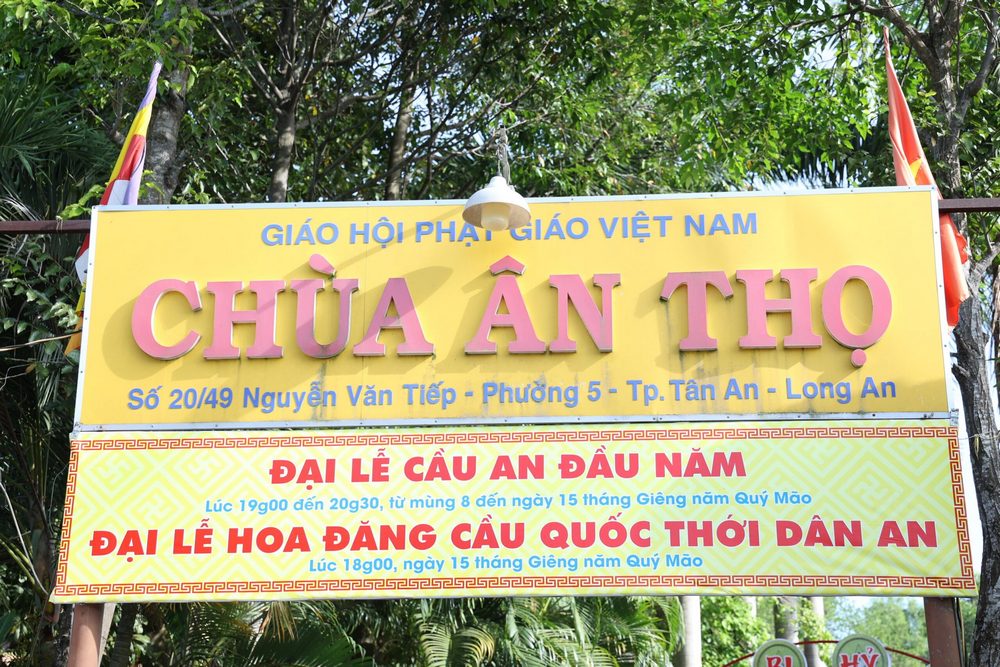 GIÁO HỘI PHẬT GIÁO VIỆT NAM
CHÙA ÂN THỌ
Số 20/49 Nguyễn Văn Tiếp - Phường 5 - Tp. Tân An - Long An
ĐẠI LỄ CẦU AN ĐẦU NĂM
Lúc 19g00 đến 20g30, từ mùng 8 đến ngày 15 tháng Giêng năm Quý Mão
ĐẠI LỄ HOA ĐĂNG CẦU QUỐC THỚI DÂN AN
Lúc 18g00, ngày 15 tháng Giêng năm Quý Mão
BI
HỶ